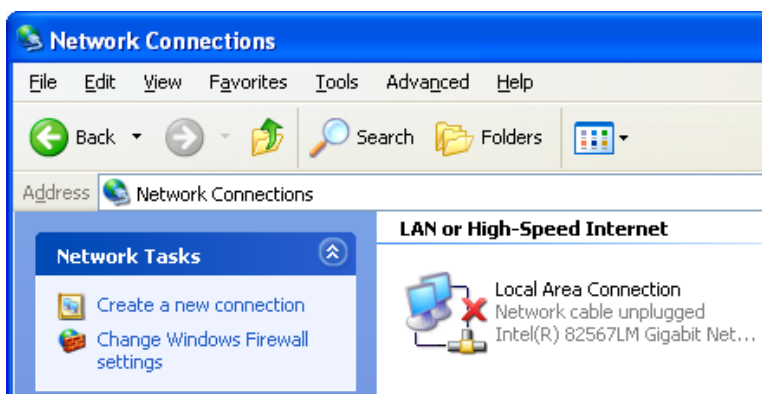 Network Connections
File Edit View Favorites Tools Advanced Help
Back Search Folders
Address Network Connections
LAN or High-Speed Internet
Network Tasks
Create a new connection
Change Windows Firewall
settings
Local Area Connection
Network cable unplugged
Intel(R) 82567LM Gigabit Net...